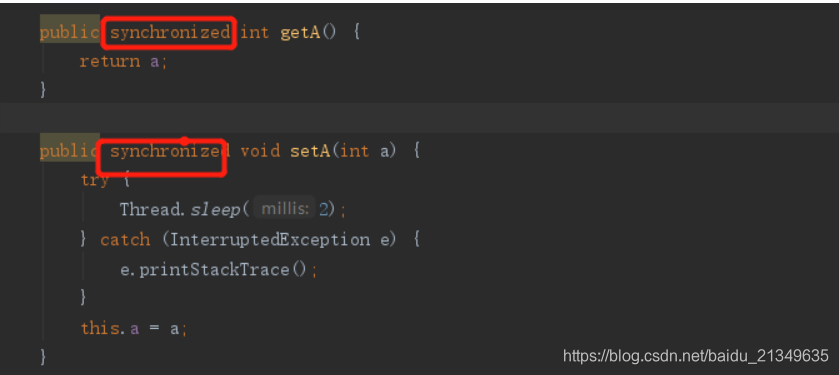 public synchronized int getA() {
return a;
}
public synchronized void setA(int a) {
try {
Thread.sleep( millis: 2);
} catch (InterruptedException e) {
e.printStackTrace();
}
this.a = a;
}
https://blog.csdn.net/baidu_21349635